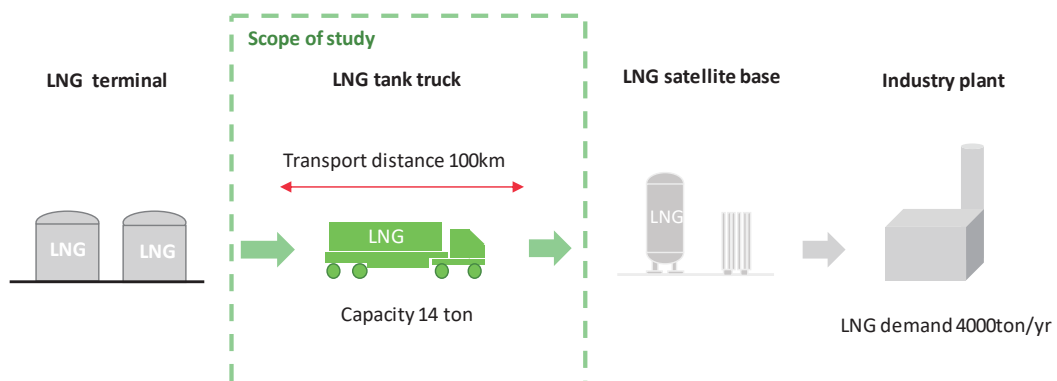 Scope of study
LNG terminal
LNG tank truck
LNG satellite base
Industry plant
Transport distance 100km
LNG
LNG
LNG
LNG
Capacity 14 ton
LNG demand 4000ton/yr